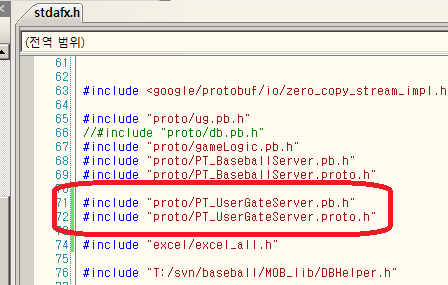 stdafx.h
(전역 범위)
61
62
63 #include <google/protobuf/io/zero_copy_stream_impl.h
64
65 #include "proto/ug.pb.h"
66 //#include "proto/db.pb.h"
67 #include "proto/gameLogic.pb.h"
68 #include "proto/PT_BaseballServer.pb.h"
69 #include "proto/PT_BaseballServer.proto.h"
70
71 #include "proto/PT_UserGateServer.pb.h"
72 #include "proto/PT_UserGateServer.proto.h"
73
74 #include "excel/excel_all.h"
75
76 #include "T:/svn/baseball/MOB_lib/DBHelper.h"